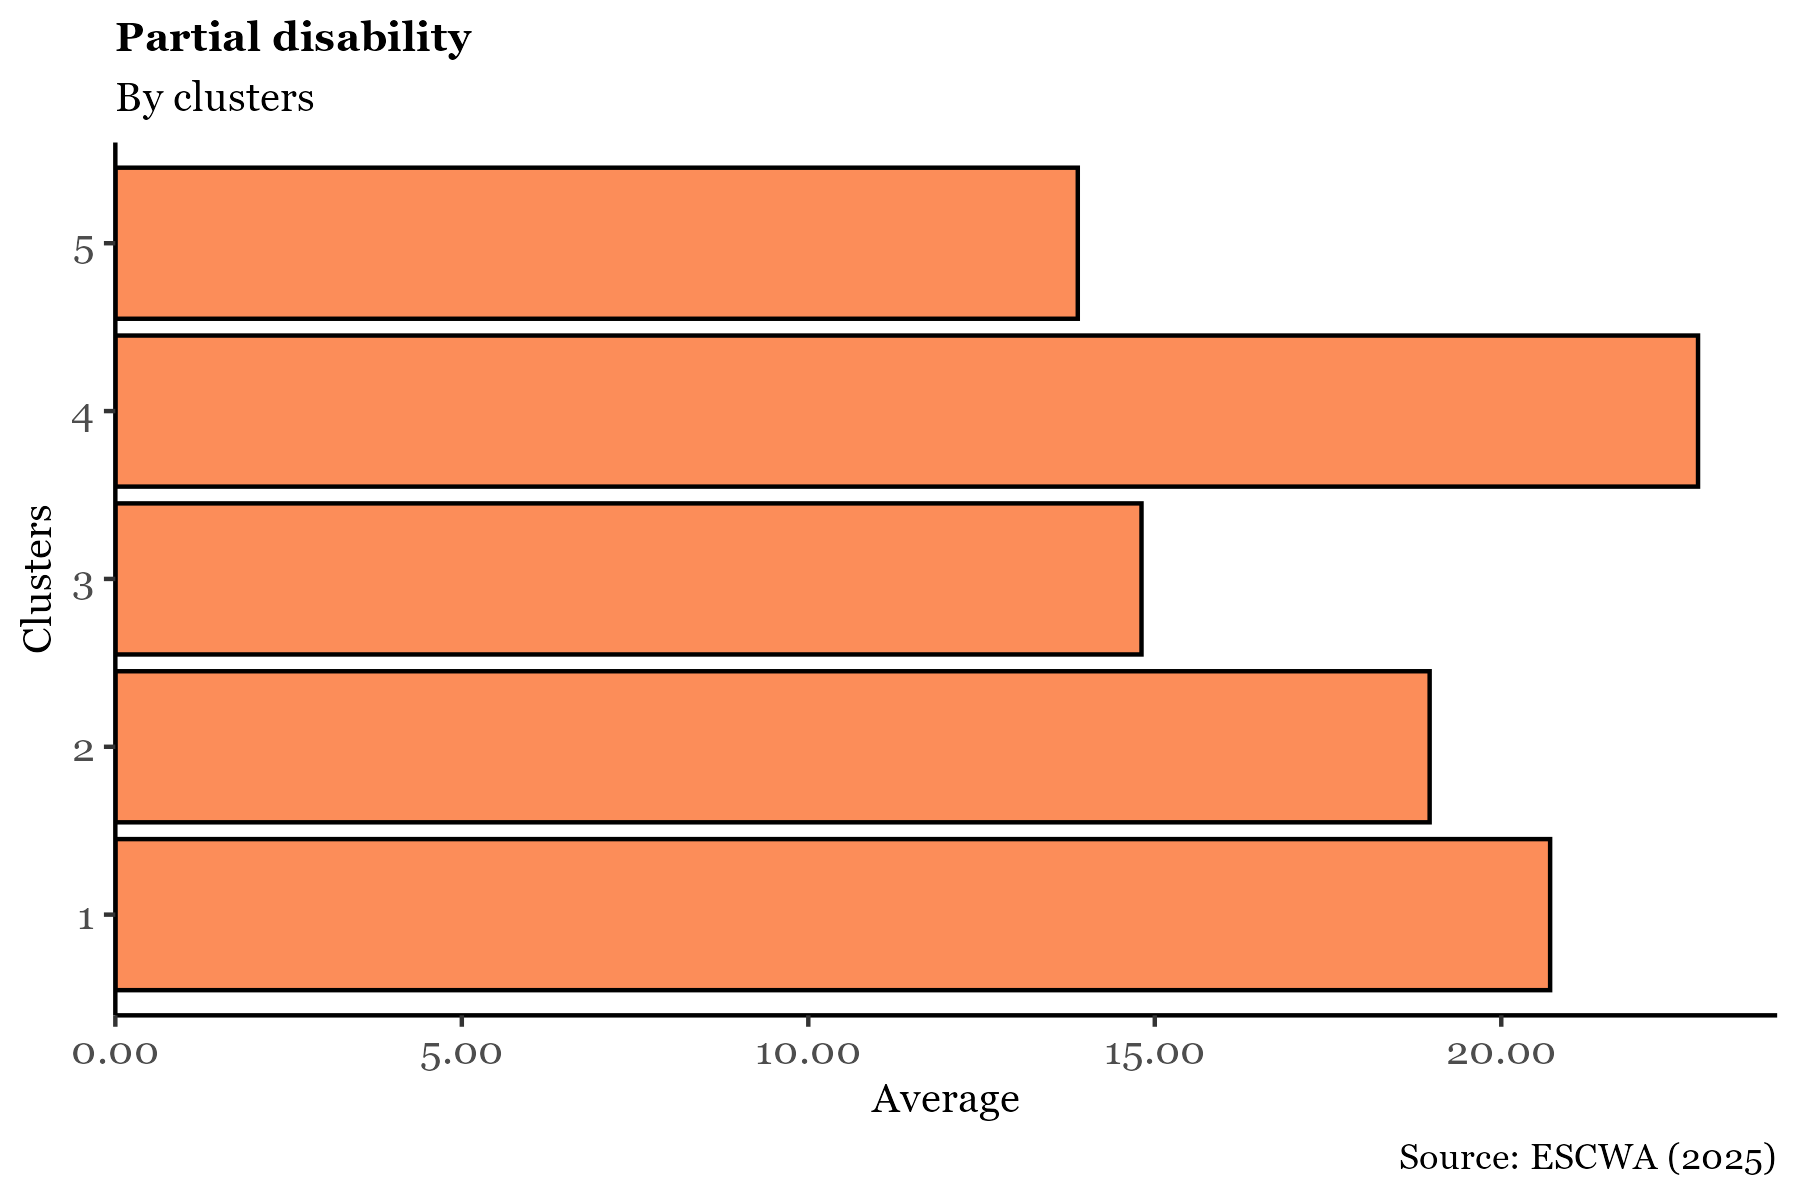 Partial disability
By clusters
Clusters
5
4
3
2
1
0.00 5.00 10.00 15.00 20.00
Average
Source: ESCWA (2025)